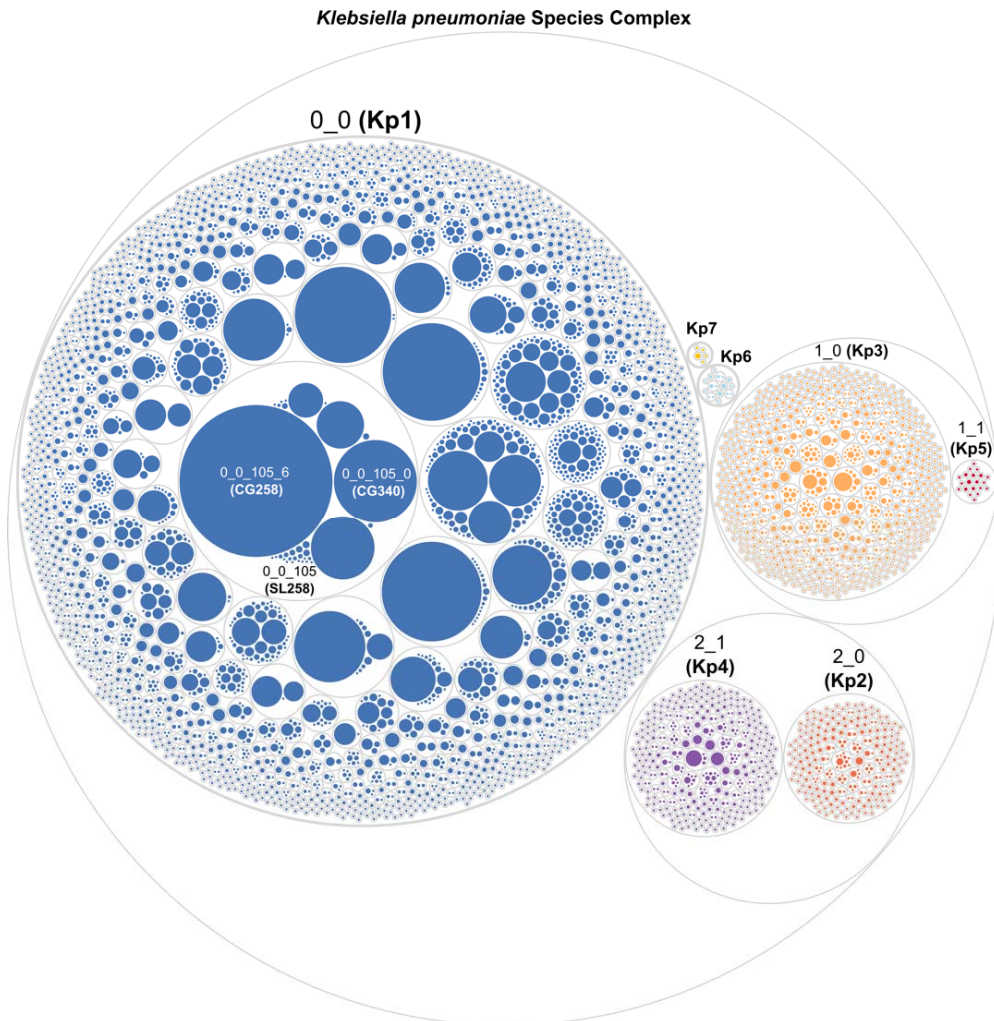 Klebsiella pneumoniae Species Complex
0_0 (Kp1)
Kp7
Kp6
1_0 (Kp3)
1_1
(Kp5)
0_0_105_6
(CG258)
0_0_105_0
(CG340)
0_0_105
(SL258)
2_1
(Kp4)
2_0
(Kp2)